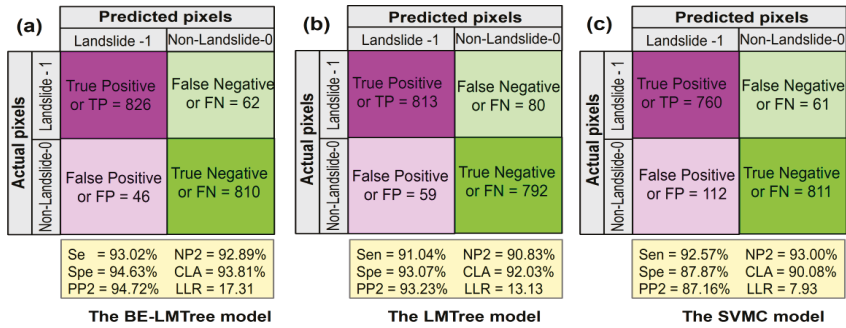 (a)
Predicted pixels
Landslide -1
Non-Landslide-0
Actual pixels
Landslide - 1
Non-Landslide-0
True Positive
or TP = 826
False Negative
or FN = 62
False Positive
or FP = 46
True Negative
or FN = 810
Se = 93.02% NP2 = 92.89%
Spe = 94.63% CLA = 93.81%
PP2 = 94.72% LLR = 17.31
The BE-LMTree model
(b)
Predicted pixels
Landslide -1
Non-Landslide-0
Actual pixels
Landslide - 1
Non-Landslide-0
True Positive
or TP = 813
False Negative
or FN = 80
False Positive
or FP = 59
True Negative
or FN = 792
Sen = 91.04% NP2 = 90.83%
Spe = 93.07% CLA = 92.03%
PP2 = 93.23% LLR = 13.13
The LMTree model
(c)
Predicted pixels
Landslide -1
Non-Landslide-0
Actual pixels
Landslide - 1
Non-Landslide-0
True Positive
or TP = 760
False Negative
or FN = 61
False Positive
or FP = 112
True Negative
or FN = 811
Sen = 92.57% NP2 = 93.00%
Spe = 87.87% CLA = 90.08%
PP2 = 87.16% LLR = 7.93
The SVMC model